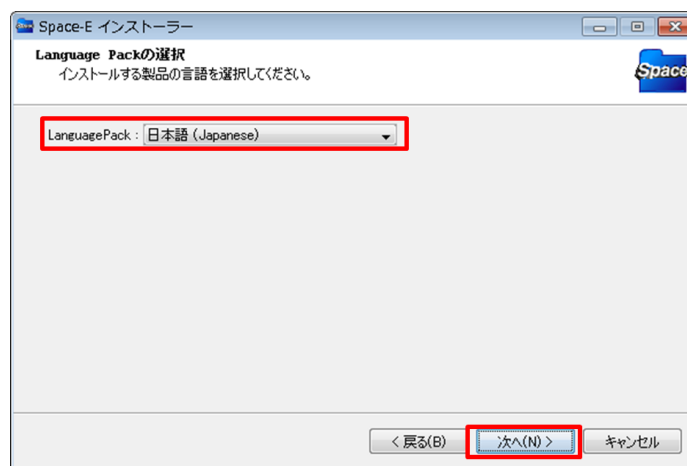 Space-E インストーラー
Language Packの選択
インストールする製品の言語を選択してください。
Space
LanguagePack : 日本語 (Japanese)
< 戻る(B)
次へ(N) >
キャンセル